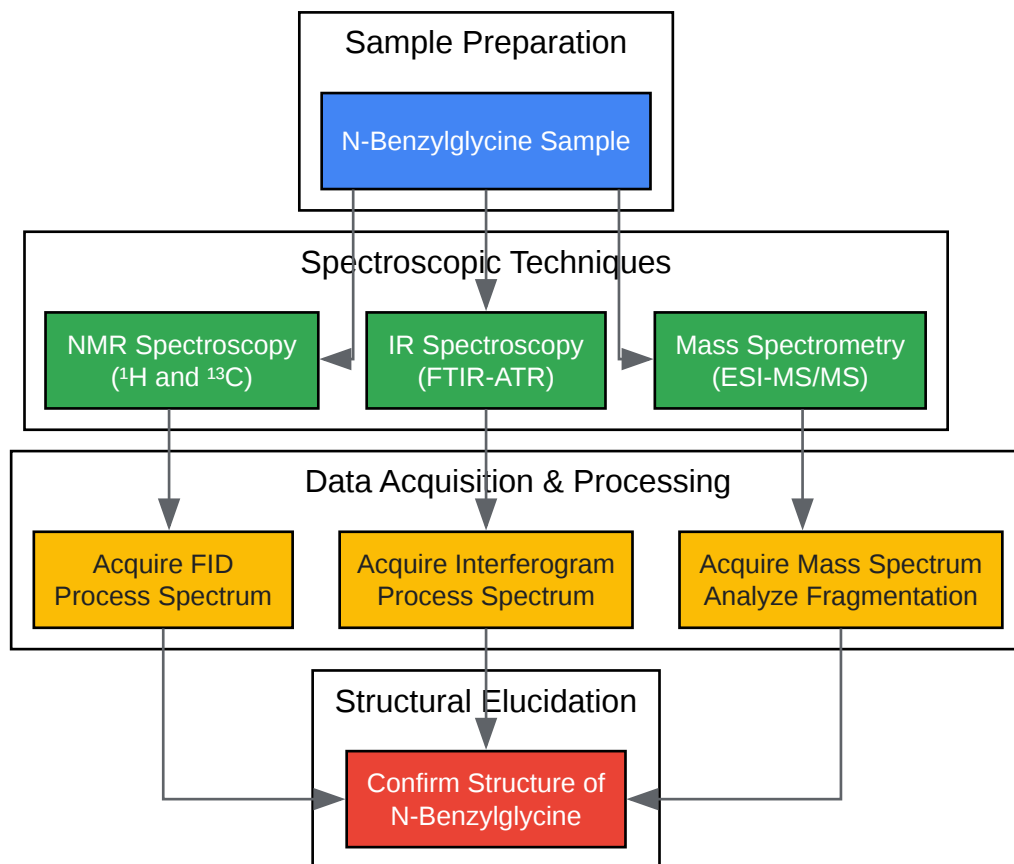 Sample Preparation
N-Benzylglycine Sample
Spectroscopic Techniques
NMR Spectroscopy
(¹H and ¹³C)
IR Spectroscopy
(FTIR-ATR)
Mass Spectrometry
(ESI-MS/MS)
Data Acquisition & Processing
Acquire FID
Process Spectrum
Acquire Interferogram
Process Spectrum
Acquire Mass Spectrum
Analyze Fragmentation
Structural Elucidation
Confirm Structure of
N-Benzylglycine